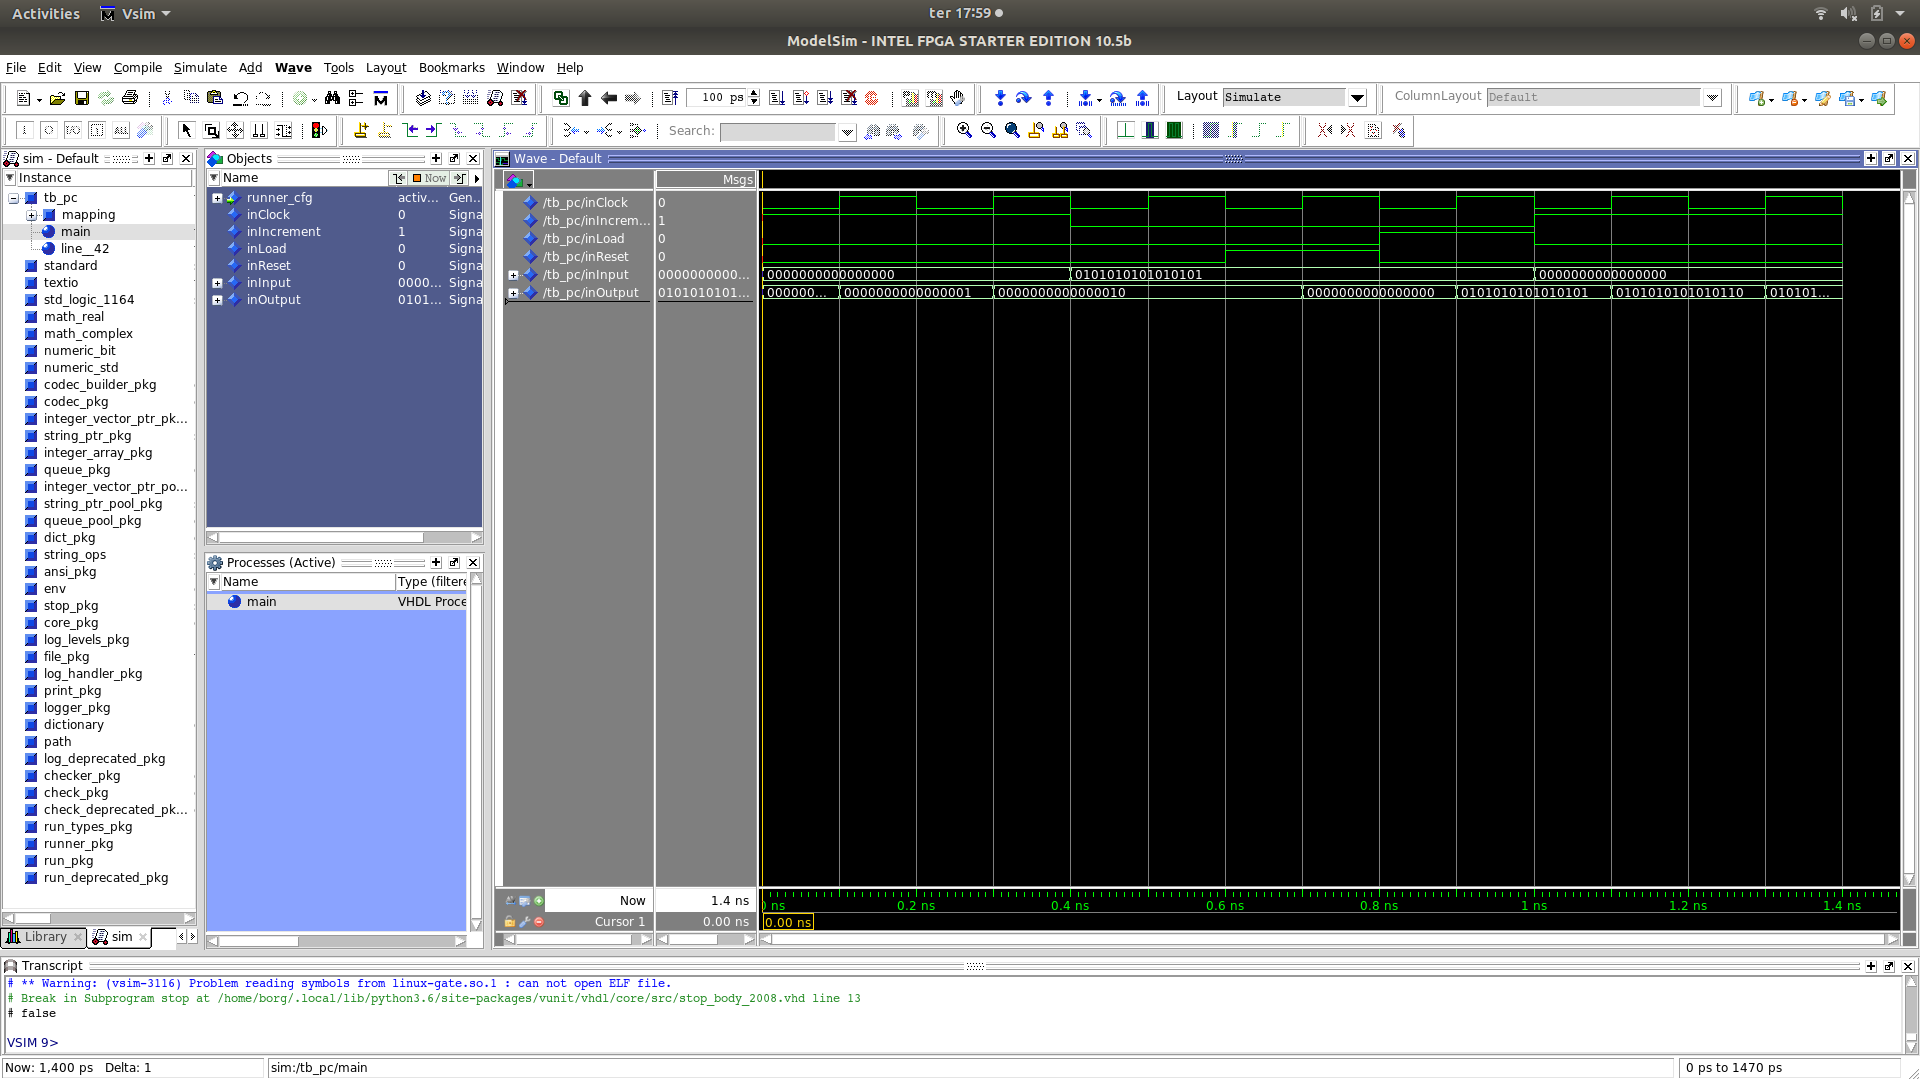 Activities Vsim ter 17:59
ModelSim - INTEL FPGA STARTER EDITION 10.5b
File Edit View Compile Simulate Add Wave Tools Layout Bookmarks Window Help
100 ps Layout Simulate ColumnLayout Default
Search:
sim - Default
Instance
tb_pc
mapping
main
line__42
standard
textio
std_logic_1164
math_real
math_complex
numeric_bit
numeric_std
codec_builder_pkg
codec_pkg
integer_vector_ptr_pk...
string_ptr_pkg
integer_array_pkg
queue_pkg
integer_vector_ptr_po...
string_ptr_pool_pkg
queue_pool_pkg
dict_pkg
string_ops
ansi_pkg
env
stop_pkg
core_pkg
log_levels_pkg
file_pkg
log_handler_pkg
print_pkg
logger_pkg
dictionary
path
log_deprecated_pkg
checker_pkg
check_pkg
check_deprecated_pk...
run_types_pkg
runner_pkg
run_pkg
run_deprecated_pkg
Library sim
Objects
Name Now
runner_cfg activ... Gen...
inClock 0 Signa
inIncrement 1 Signa
inLoad 0 Signa
inReset 0 Signa
inInput 0000... Signa
inOutput 0101... Signa
Processes (Active)
Name Type (filtere
main VHDL Proce
Wave - Default
Msgs
/tb_pc/inClock 0
/tb_pc/inIncrem... 1
/tb_pc/inLoad 0
/tb_pc/inReset 0
/tb_pc/inInput 0000000000... 0000000000000000 0101010101010101 0000000000000000
/tb_pc/inOutput 0101010101... 000000... 0000000000000001 0000000000000010 0000000000000000 0101010101010101 0101010101010110 010101...
Now 1.4 ns ns 0.2 ns 0.4 ns 0.6 ns 0.8 ns 1 ns 1.2 ns 1.4 ns
Cursor 1 0.00 ns 0.00 ns
Transcript
# ** Warning: (vsim-3116) Problem reading symbols from linux-gate.so.1 : can not open ELF file.
# Break in Subprogram stop at /home/borg/.local/lib/python3.6/site-packages/vunit/vhdl/core/src/stop_body_2008.vhd line 13
# false
VSIM 9>
Now: 1,400 ps Delta: 1 sim:/tb_pc/main 0 ps to 1470 ps